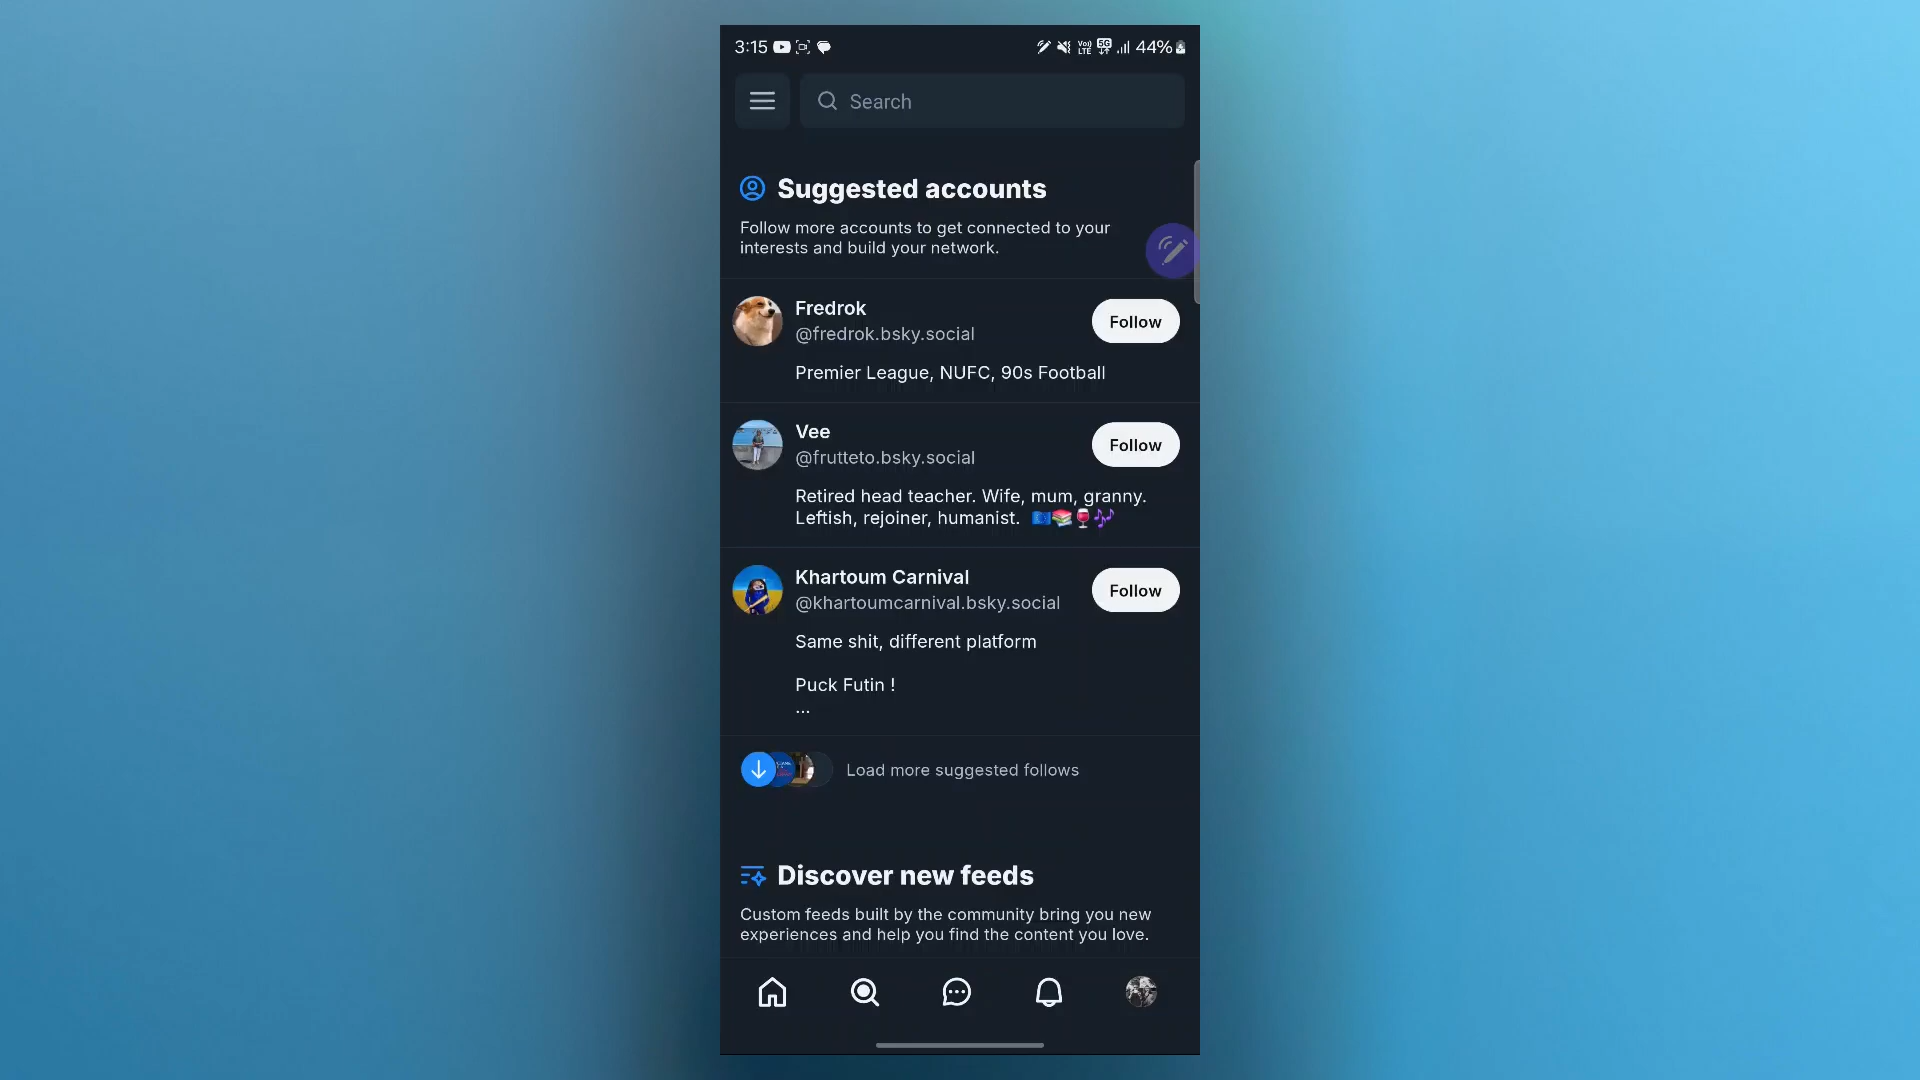 3:15
Vo))
LTE
5G
44%
Search
Suggested accounts
Follow more accounts to get connected to your
interests and build your network.
Fredrok
@fredrok.bsky.social
Follow
Premier League, NUFC, 90s Football
Vee
@frutteto.bsky.social
Follow
Retired head teacher. Wife, mum, granny.
Leftish, rejoiner, humanist. 🇪🇺📚🍷🎶
Khartoum Carnival
@khartoumcarnival.bsky.social
Follow
Same shit, different platform
Puck Futin !
...
Load more suggested follows
Discover new feeds
Custom feeds built by the community bring you new
experiences and help you find the content you love.